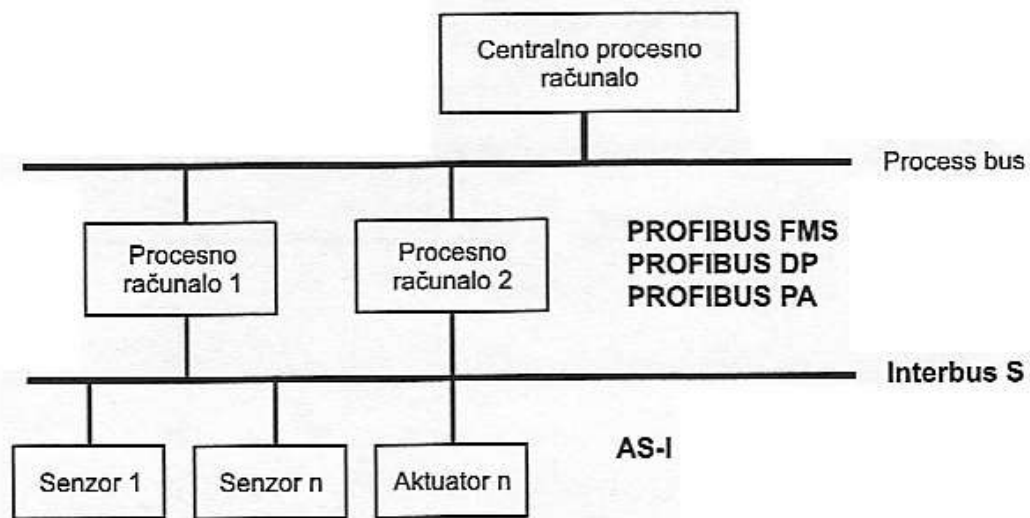 Centralno procesno
računalo
Process bus
Procesno
računalo 1
Procesno
računalo 2
PROFIBUS FMS
PROFIBUS DP
PROFIBUS PA
Interbus S
Senzor 1
Senzor n
Aktuator n
AS-I